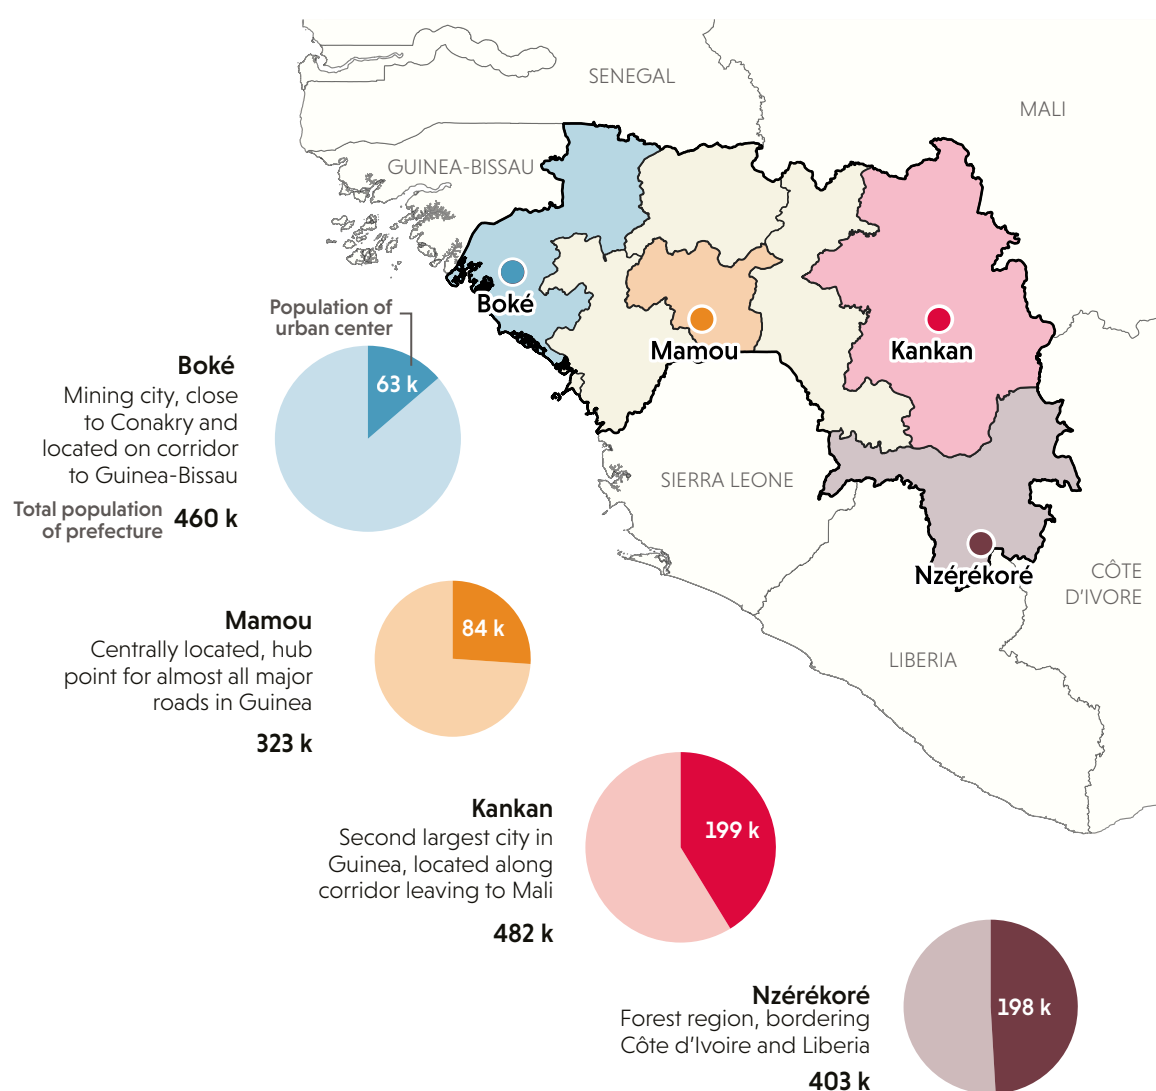 SENEGAL
MALI
GUINEA-BISSAU
Boké
Mamou
Kankan
SIERRA LEONE
Nzérékoré
CÔTE
D'IVORE
LIBERIA
Population of
urban center
63 k
Boké
Mining city, close
to Conakry and
located on corridor
to Guinea-Bissau
Total population
of prefecture
460 k
84 k
Mamou
Centrally located, hub
point for almost all major
roads in Guinea
323 k
199 k
Kankan
Second largest city in
Guinea, located along
corridor leaving to Mali
482 k
198 k
Nzérékoré
Forest region, bordering
Côte d'Ivoire and Liberia
403 k